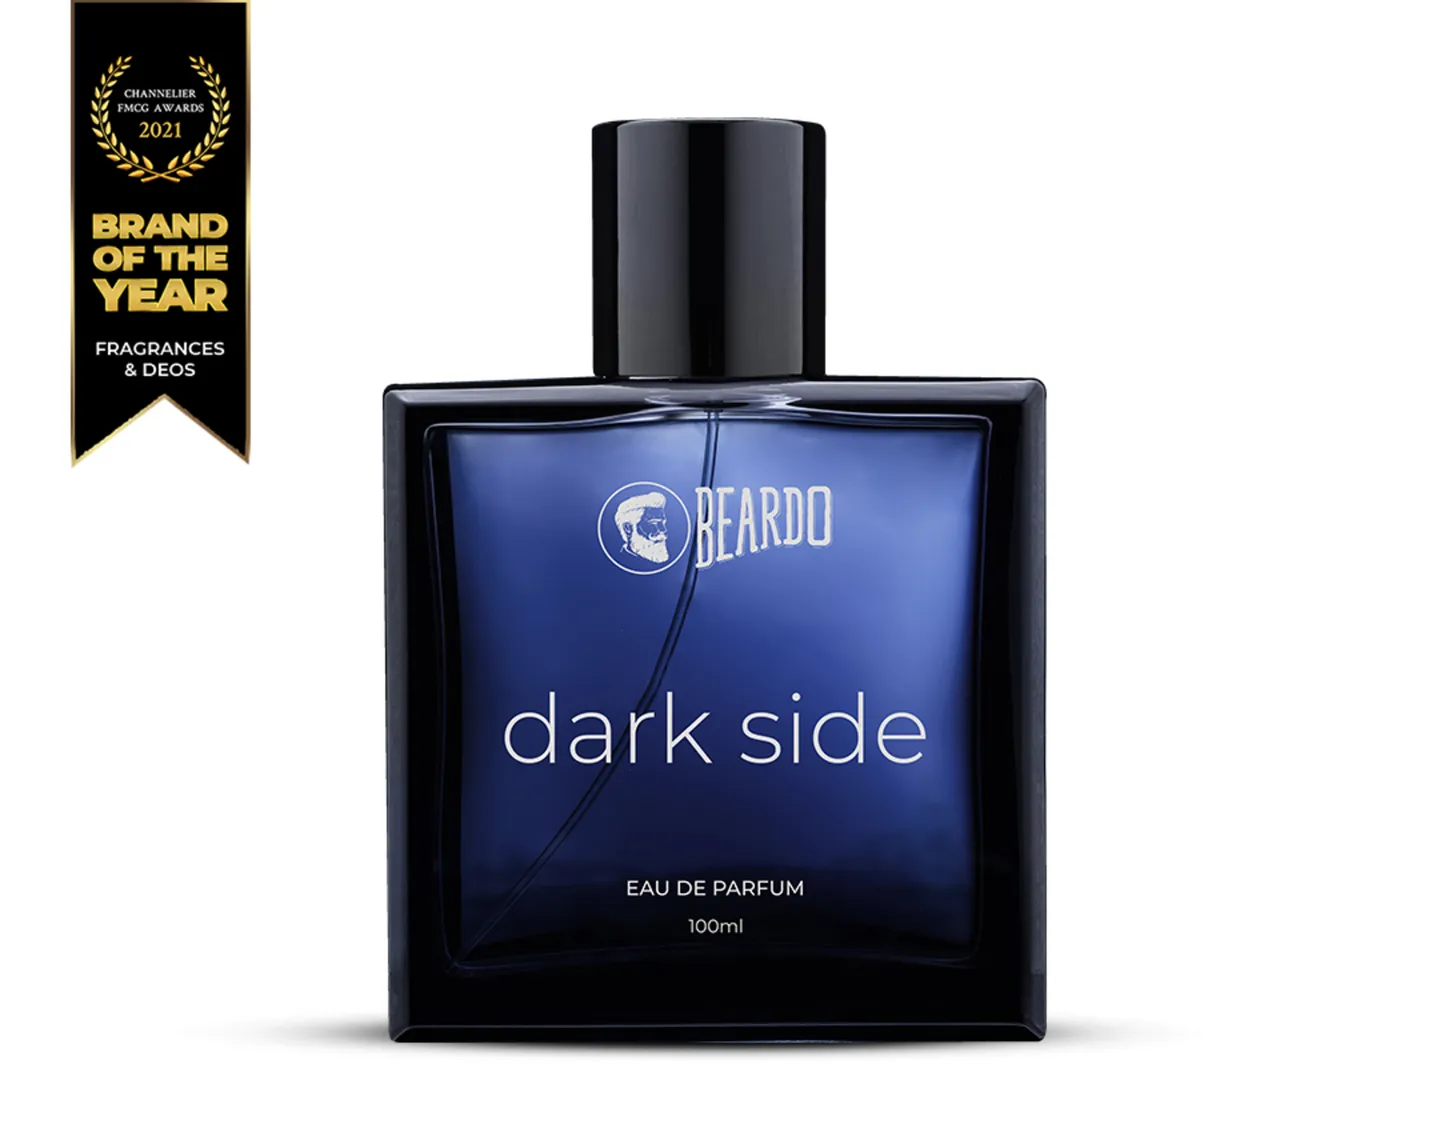 CHANNELIER
FMCG AWARDS
2021
BRAND
OF THE
YEAR
FRAGRANCES
& DEOS
BEARDO
dark side
EAU DE PARFUM
100ml